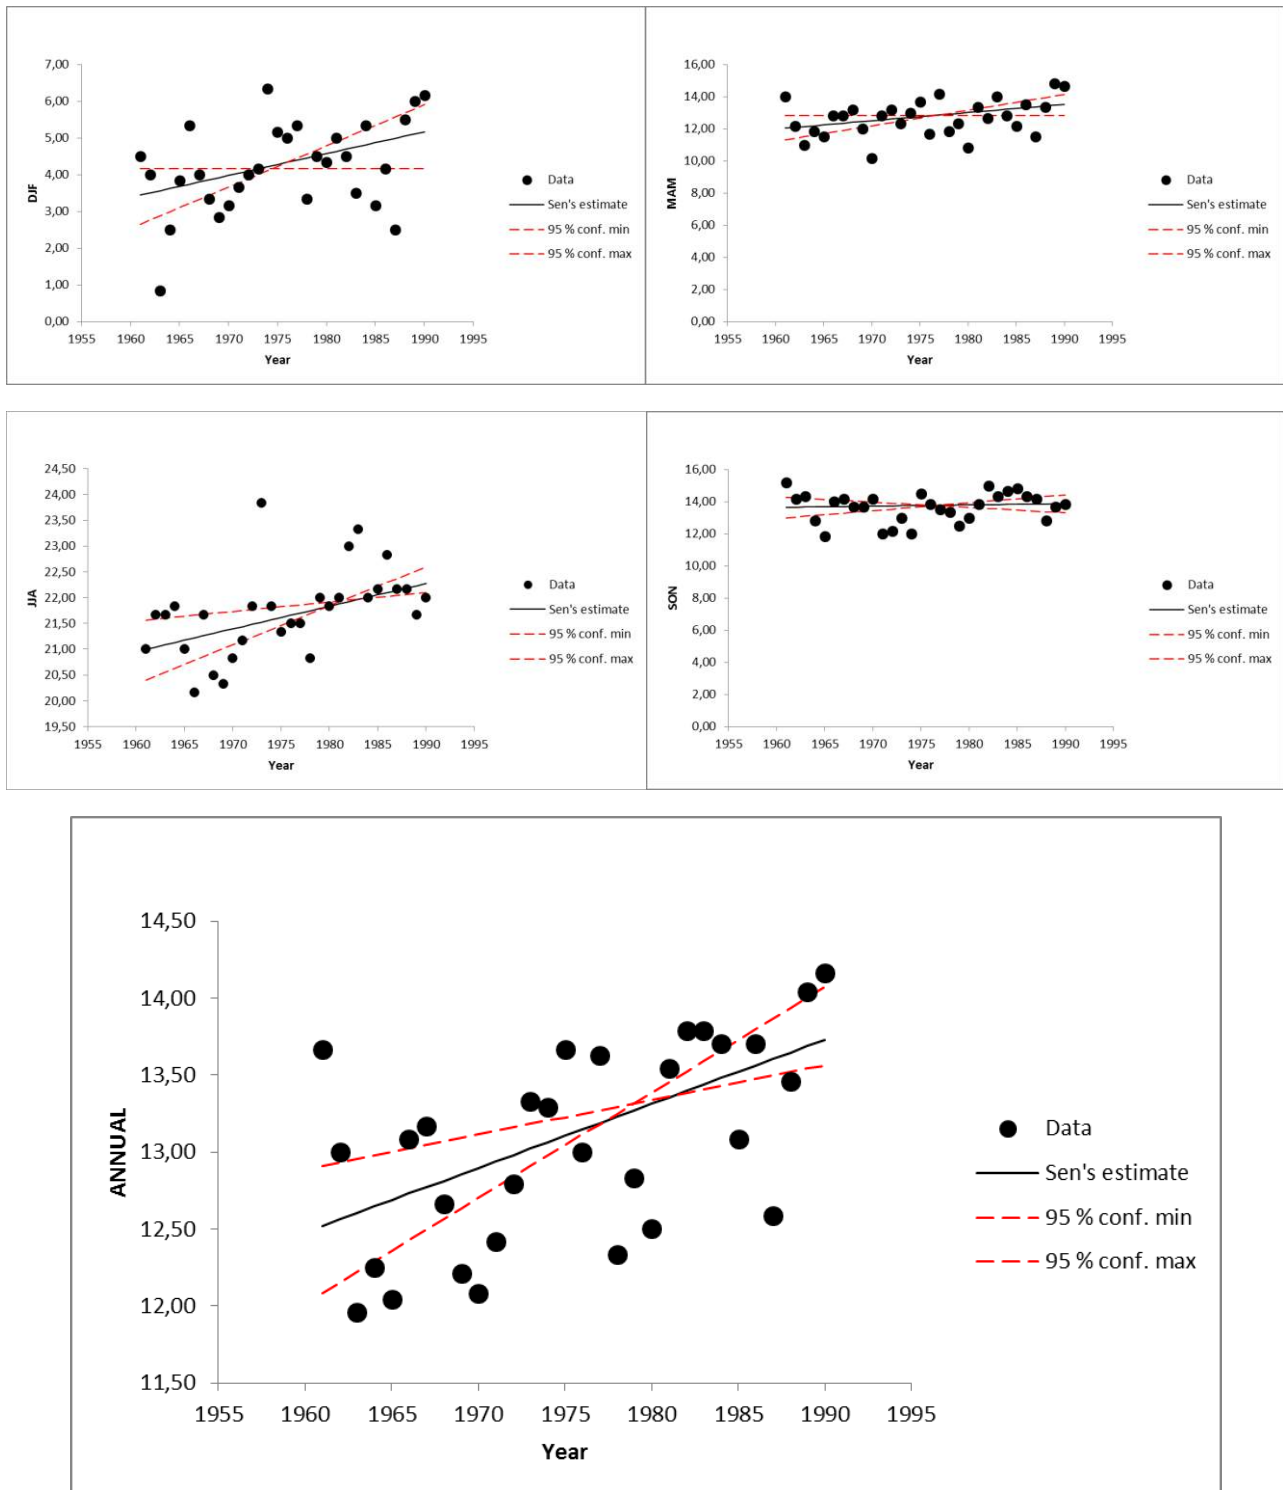 7,00
6,00
5,00
4,00
3,00
2,00
1,00
0,00
DJF
1955 1960 1965 1970 1975 1980 1985 1990 1995
Year
Data
Sen's estimate
95 % conf. min
95 % conf. max
16,00
14,00
12,00
10,00
8,00
6,00
4,00
2,00
0,00
MAM
1955 1960 1965 1970 1975 1980 1985 1990 1995
Year
Data
Sen's estimate
95 % conf. min
95 % conf. max
24,50
24,00
23,50
23,00
22,50
22,00
21,50
21,00
20,50
20,00
19,50
JJA
1955 1960 1965 1970 1975 1980 1985 1990 1995
Year
Data
Sen's estimate
95 % conf. min
95 % conf. max
16,00
14,00
12,00
10,00
8,00
6,00
4,00
2,00
0,00
SON
1955 1960 1965 1970 1975 1980 1985 1990 1995
Year
Data
Sen's estimate
95 % conf. min
95 % conf. max
14,50
14,00
13,50
13,00
12,50
12,00
11,50
ANNUAL
1955 1960 1965 1970 1975 1980 1985 1990 1995
Year
Data
Sen's estimate
95 % conf. min
95 % conf. max